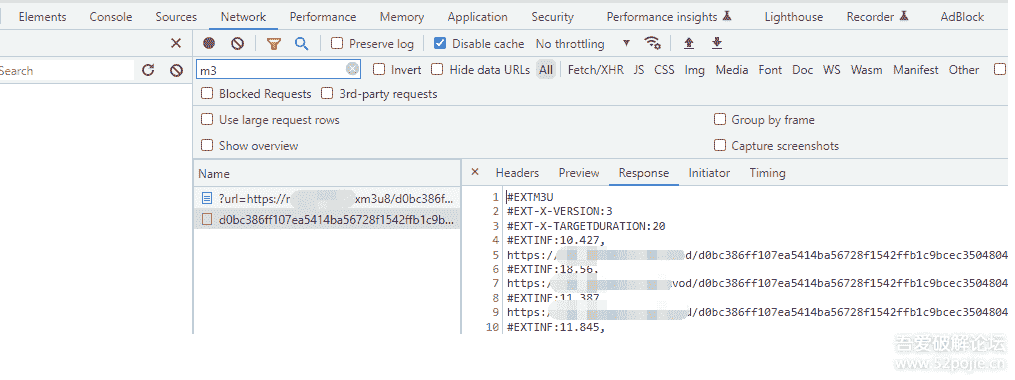 Elements Console Sources Network Performance Memory Application Security Performance insights Lighthouse Recorder AdBlock
Preserve log Disable cache No throttling
Search m3 Invert Hide data URLs All Fetch/XHR JS CSS Img Media Font Doc WS Wasm Manifest Other
Blocked Requests 3rd-party requests
Use large request rows Group by frame
Show overview Capture screenshots
Name Headers Preview Response Initiator Timing
?url=https://r xm3u8/d0bc386f...
d0bc386ff107ea5414ba56728f1542ffb1c9b...
1 #EXTM3U
2 #EXT-X-VERSION:3
3 #EXT-X-TARGETDURATION:20
4 #EXTINF:10.427,
5 https:/ d/d0bc386ff107ea5414ba56728f1542ffb1c9bcec3504804
6 #EXTINF:18.56,
7 https: vod/d0bc386ff107ea5414ba56728f1542ffb1c9bcec3504804
8 #EXTINF:11.387,
9 https: d/d0bc386ff107ea5414ba56728f1542ffb1c9bcec3504804
10 #EXTINF:11.845,
吾爱破解论坛
www.52pojie.cn